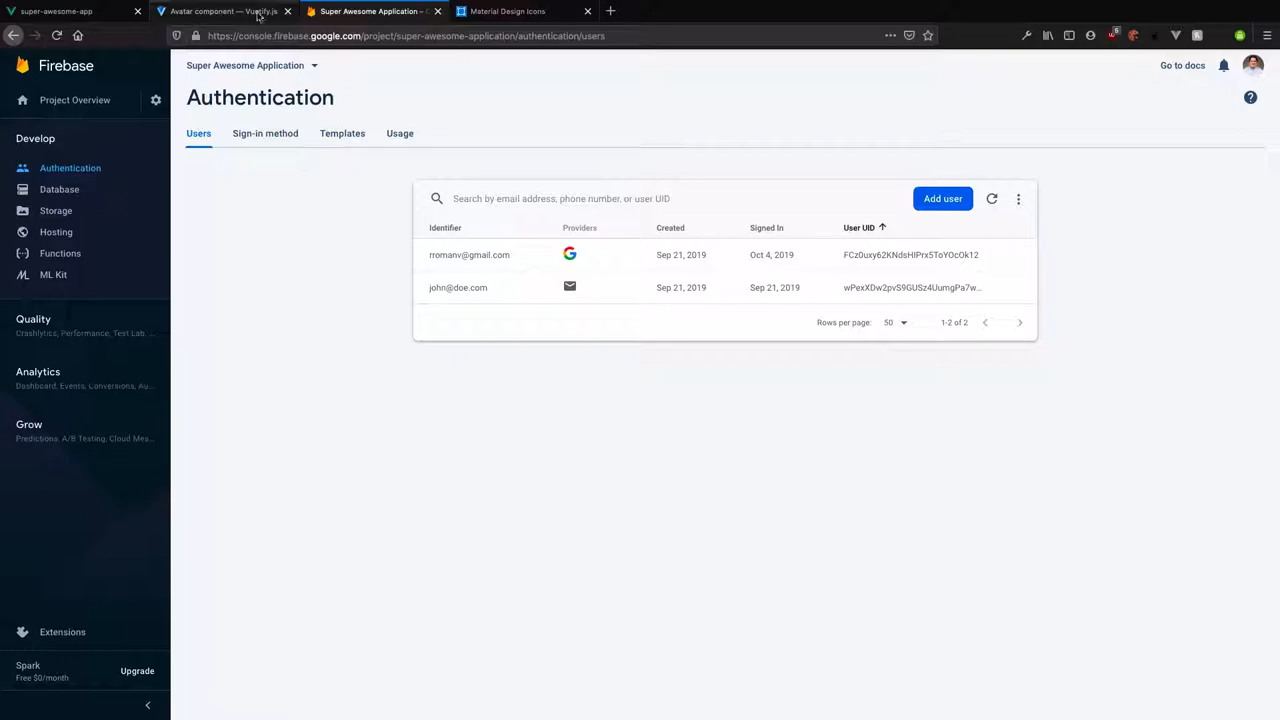 super-awesome-app
Avatar component — Vuetify.js
Super Awesome Application –
Material Design Icons
https://console.firebase.google.com/project/super-awesome-application/authentication/users
Firebase
Super Awesome Application
Go to docs
Project Overview
Authentication
Develop
Users
Sign-in method
Templates
Usage
Authentication
Database
Storage
Hosting
Functions
ML Kit
Search by email address, phone number, or user UID
Add user
Identifier
Providers
Created
Signed In
User UID
rromanv@gmail.com
Sep 21, 2019
Oct 4, 2019
FCz0uxy62KNdsHIPrx5ToYOcOk12
john@doe.com
Sep 21, 2019
Sep 21, 2019
wPexXDw2pvS9GUSz4UumgPa7w...
Rows per page:
50
1-2 of 2
Quality
Crashlytics, Performance, Test Lab, ...
Analytics
Dashboard, Events, Conversions, Au...
Grow
Predictions, A/B Testing, Cloud Mes...
Extensions
Spark
Free $0/month
Upgrade